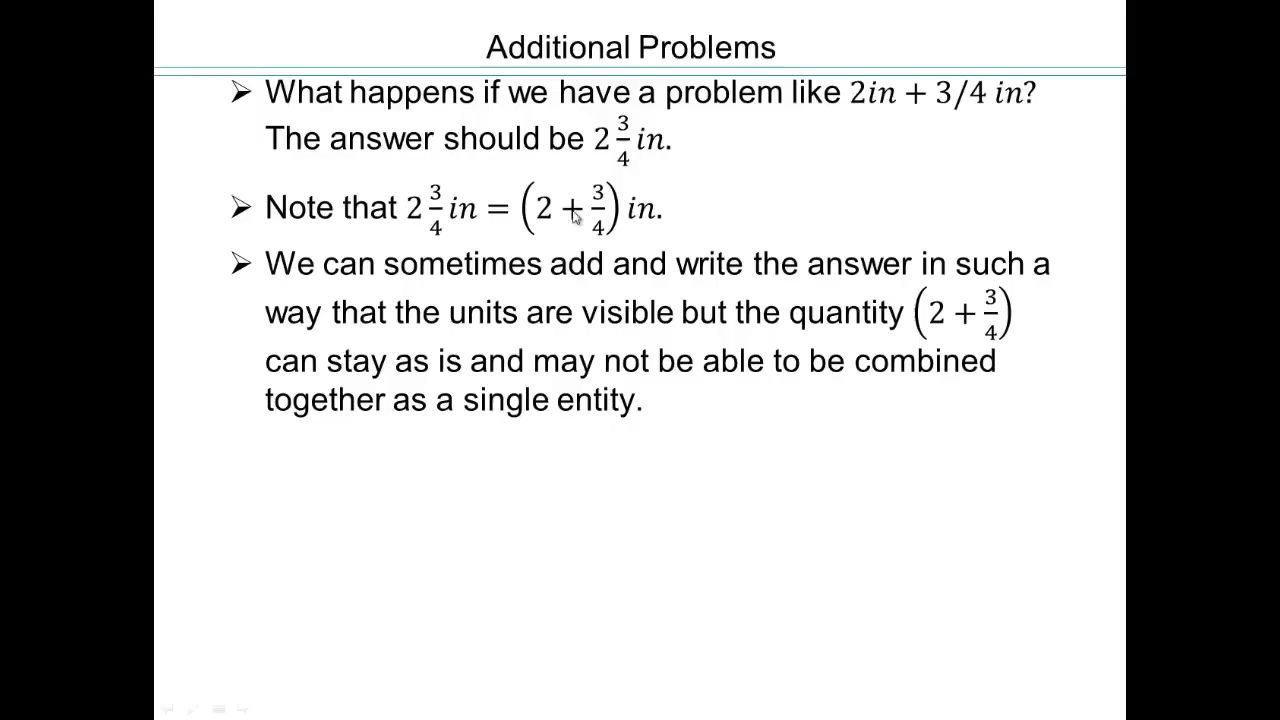 Additional Problems
➢ What happens if we have a problem like 2in + 3/4 in?
The answer should be 2 3/4 in.
➢ Note that 2 3/4 in = (2 + 3/4) in.
➢ We can sometimes add and write the answer in such a
way that the units are visible but the quantity (2 + 3/4)
can stay as is and may not be able to be combined
together as a single entity.